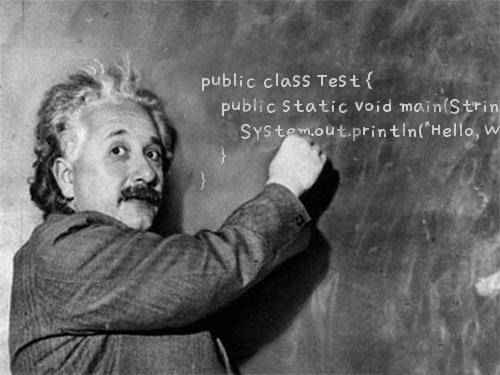 public class Test {
public static void main(Strin
System.out.println("Hello, W
}
}